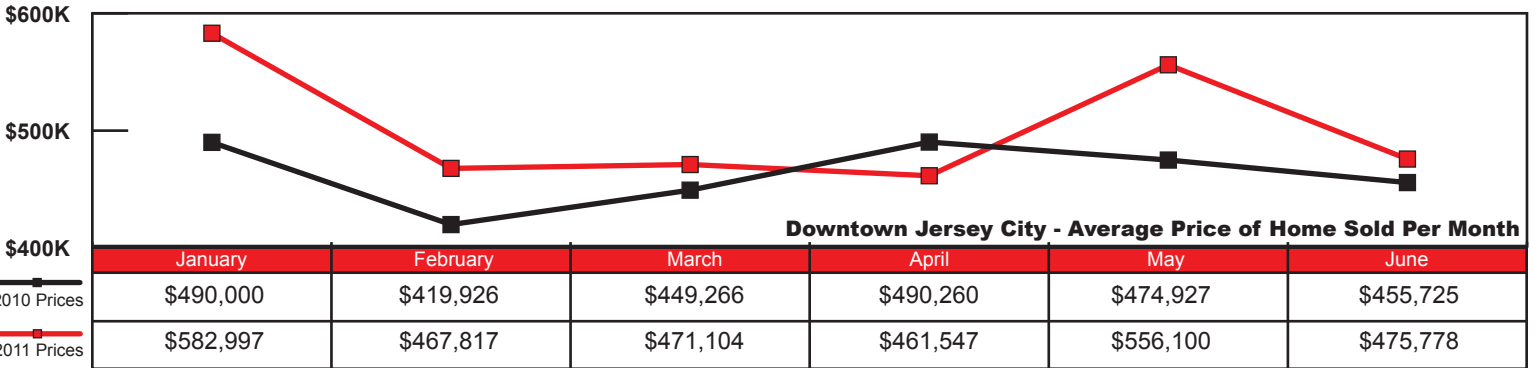 $600K
$500K
$400K
Downtown Jersey City - Average Price of Home Sold Per Month
January February March April May June
2010 Prices $490,000 $419,926 $449,266 $490,260 $474,927 $455,725
2011 Prices $582,997 $467,817 $471,104 $461,547 $556,100 $475,778